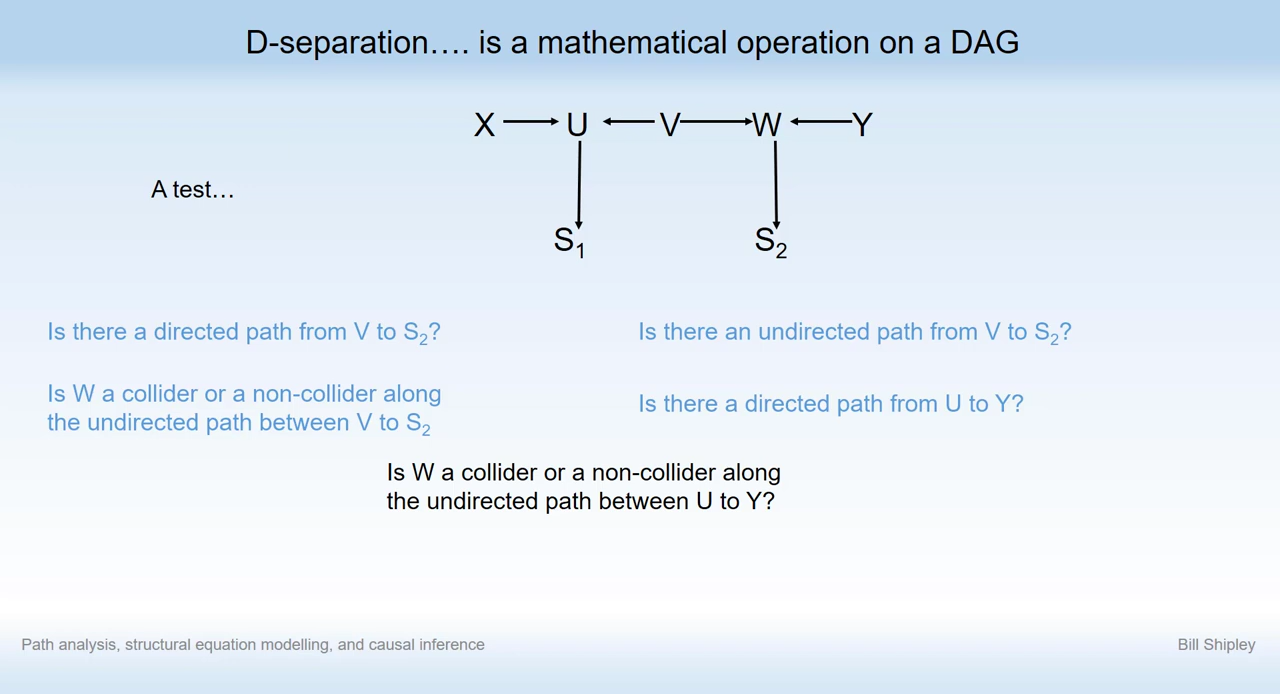 D-separation…. is a mathematical operation on a DAG
X U V W Y
A test…
S1 S2
Is there a directed path from V to S2?
Is there an undirected path from V to S2?
Is W a collider or a non-collider along
the undirected path between V to S2
Is there a directed path from U to Y?
Is W a collider or a non-collider along
the undirected path between U to Y?
Path analysis, structural equation modelling, and causal inference
Bill Shipley